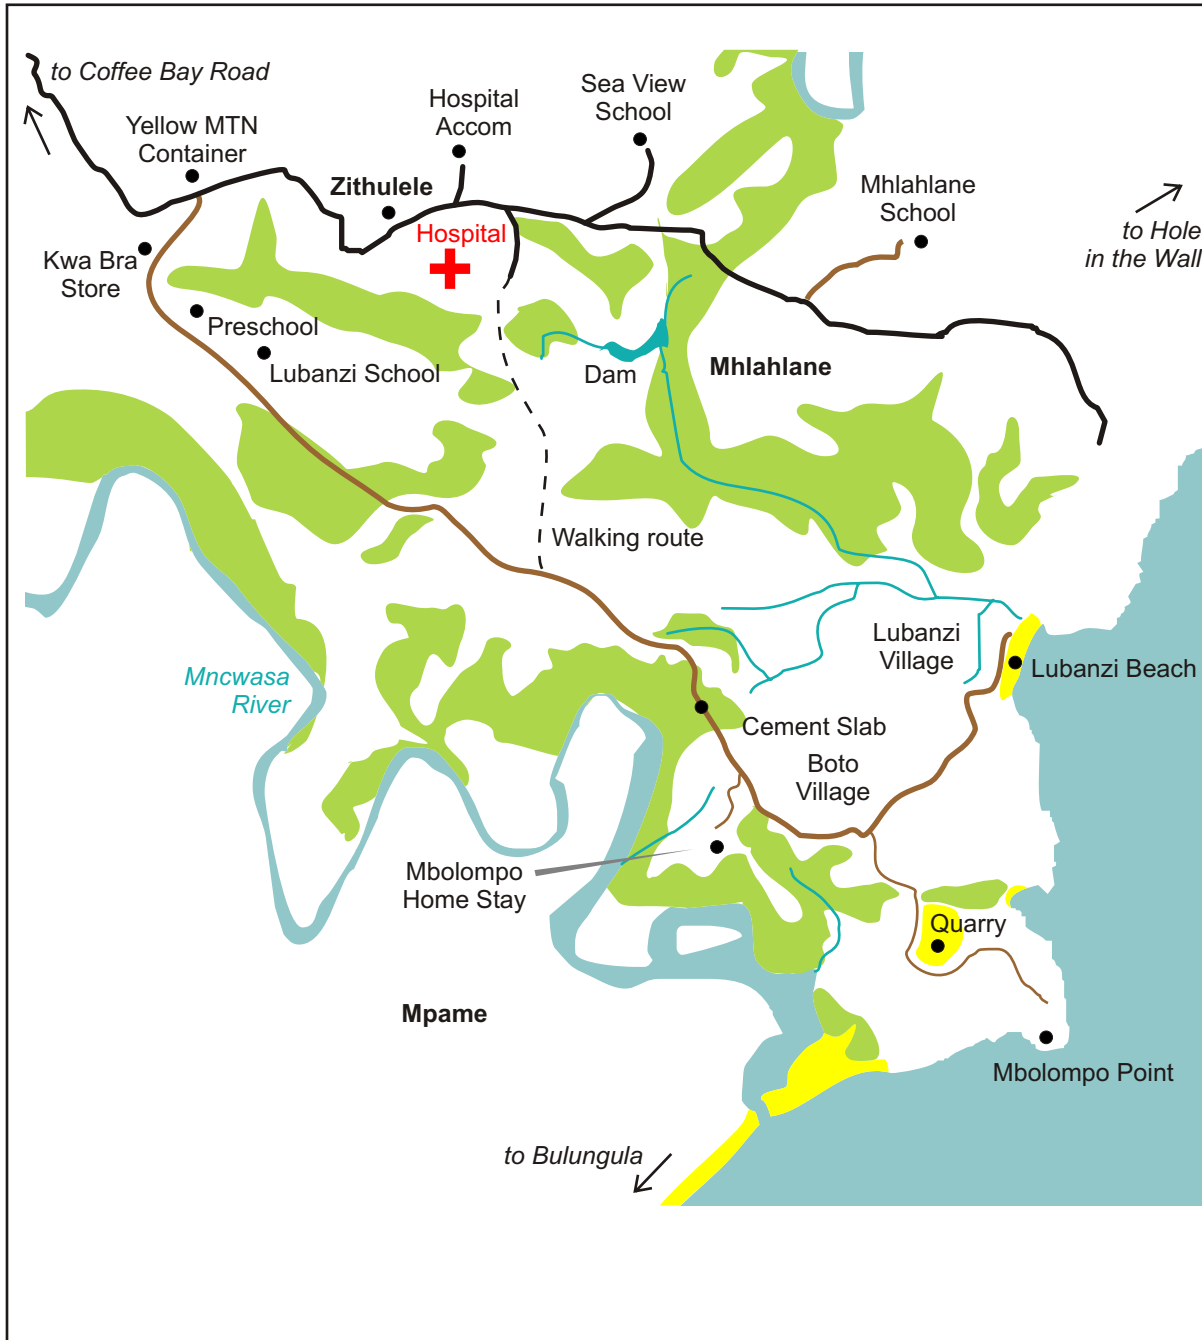 to Coffee Bay Road
Yellow MTN
Container
Hospital
Accom
Sea View
School
Zithulele
Hospital
Mhlahlane
School
to Hole
in the Wall
Kwa Bra
Store
Preschool
Lubanzi School
Dam
Mhlahlane
Walking route
Mncwasa
River
Lubanzi
Village
Lubanzi Beach
Cement Slab
Boto
Village
Mbolompo
Home Stay
Quarry
Mpame
Mbolompo Point
to Bulungula